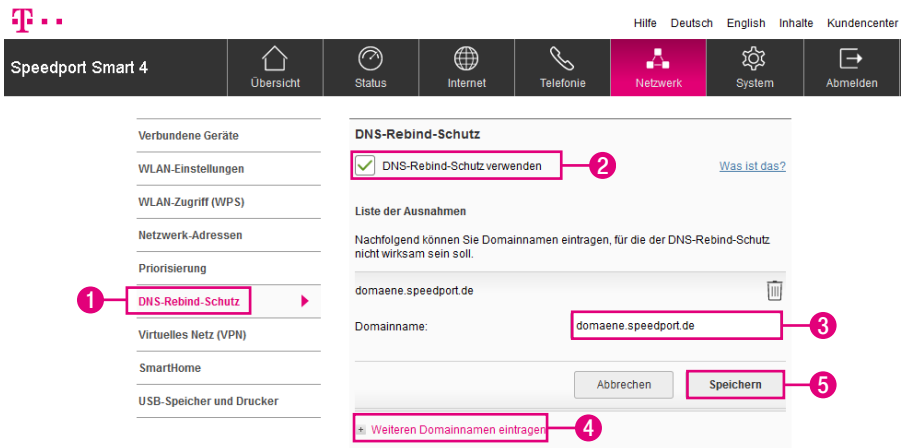 T
Hilfe Deutsch English Inhalte Kundencenter
Speedport Smart 4
Übersicht
Status
Internet
Telefonie
Netzwerk
System
Abmelden
Verbundene Geräte
WLAN-Einstellungen
WLAN-Zugriff (WPS)
Netzwerk-Adressen
Priorisierung
1 DNS-Rebind-Schutz
Virtuelles Netz (VPN)
SmartHome
USB-Speicher und Drucker
DNS-Rebind-Schutz
DNS-Rebind-Schutz verwenden 2 Was ist das?
Liste der Ausnahmen
Nachfolgend können Sie Domainnamen eintragen, für die der DNS-Rebind-Schutz
nicht wirksam sein soll.
domaene.speedport.de
Domainname: domaene.speedport.de 3
Abbrechen Speichern 5
Weiteren Domainnamen eintragen 4